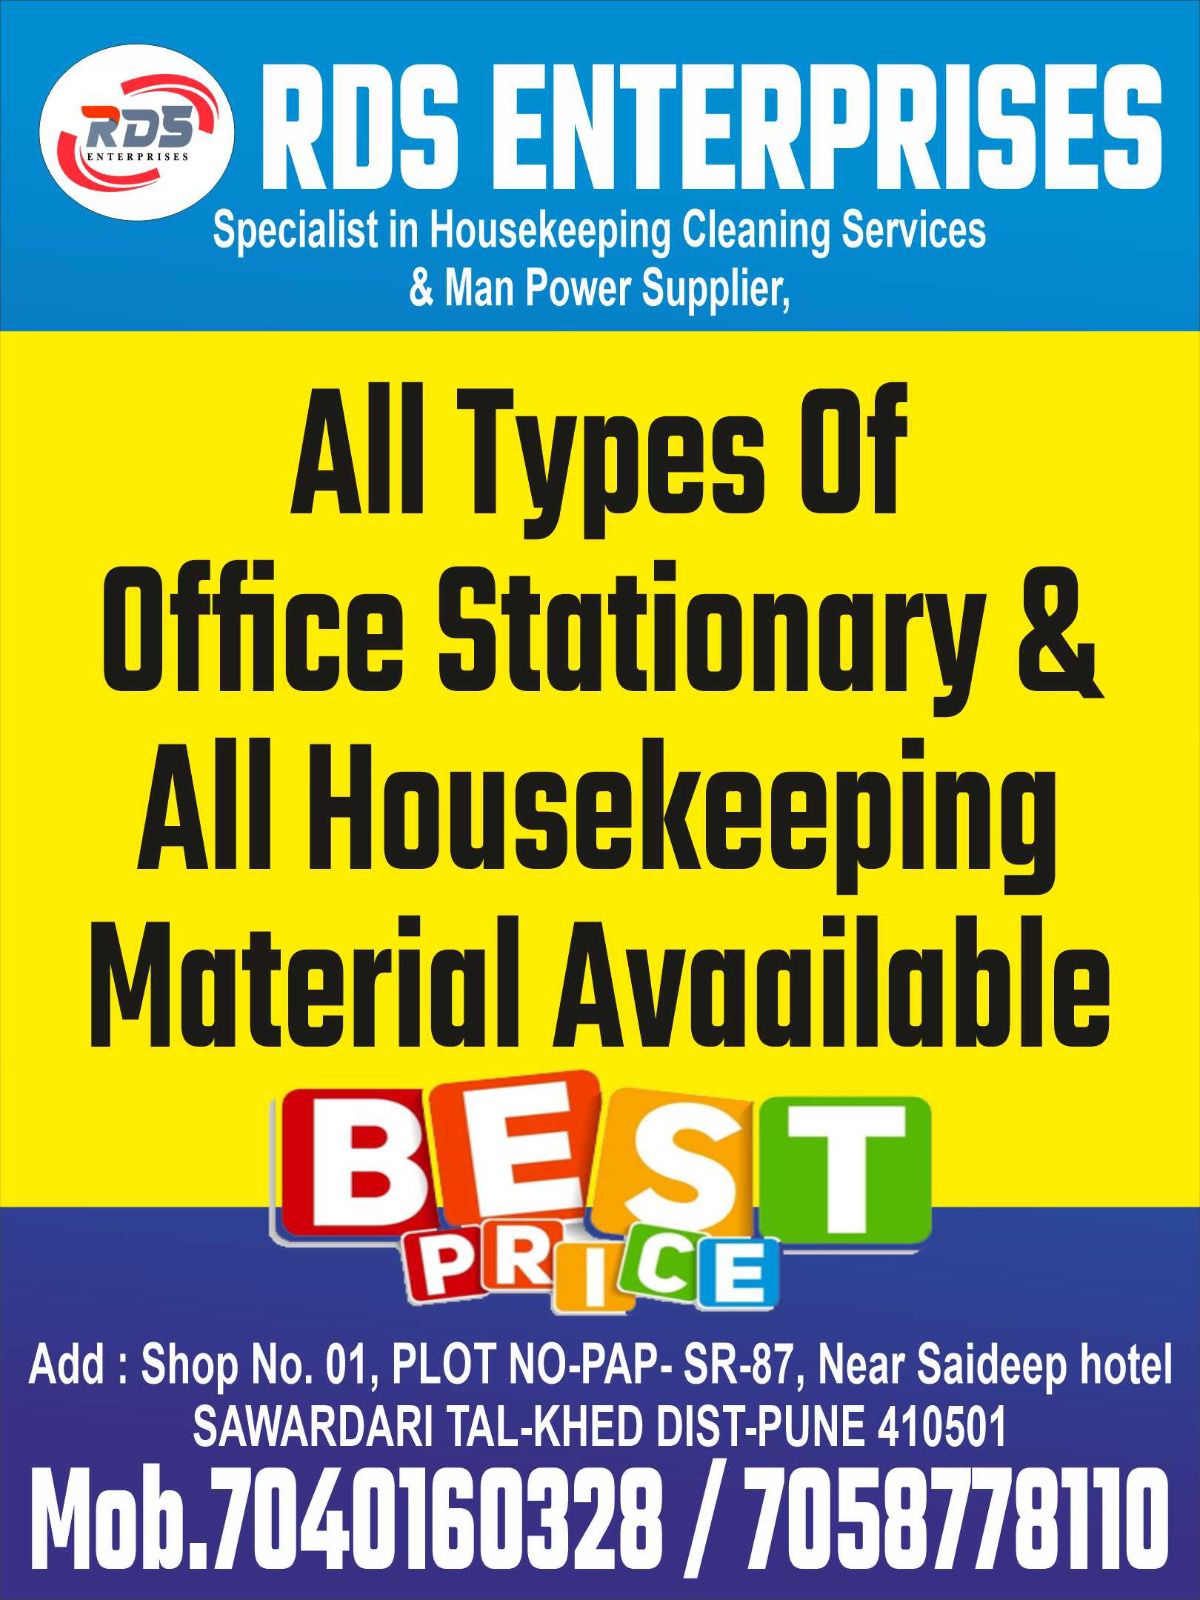 RDS
ENTERPRISES
RDS ENTERPRISES
Specialist in Housekeeping Cleaning Services
& Man Power Supplier,
All Types Of
Office Stationary &
All Housekeeping
Material Avaailable
BEST
PRICE
Add : Shop No. 01, PLOT NO-PAP- SR-87, Near Saideep hotel
SAWARDARI TAL-KHED DIST-PUNE 410501
Mob.7040160328 / 7058778110